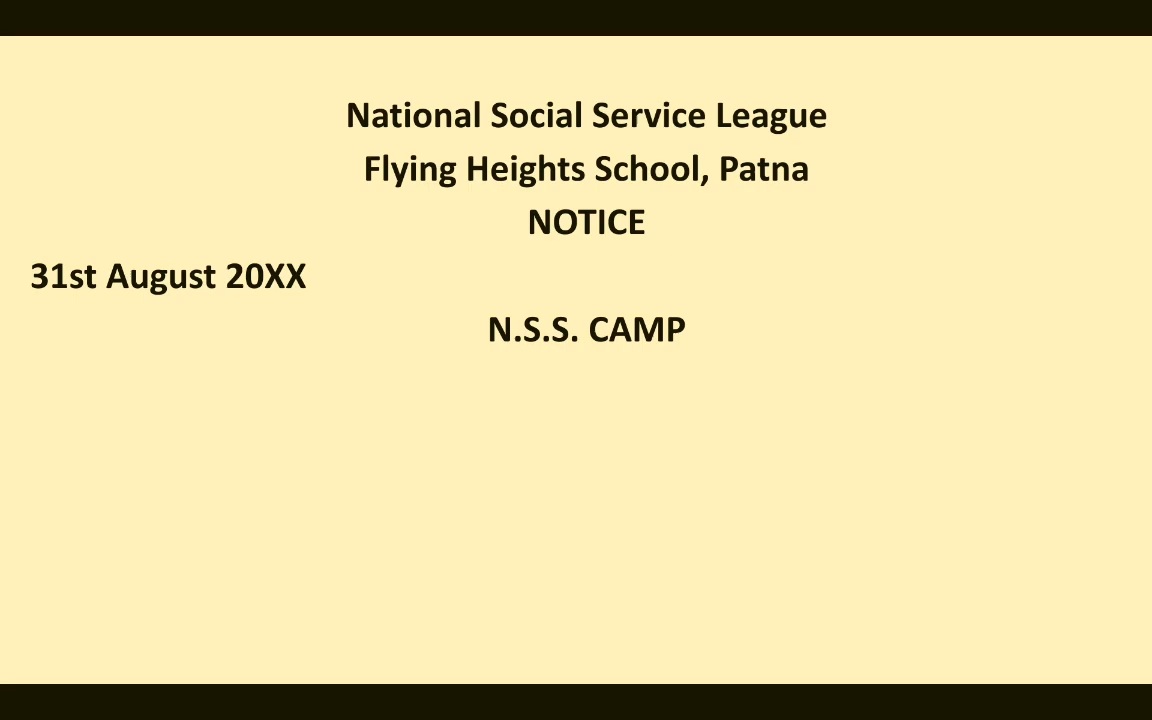 National Social Service League
Flying Heights School, Patna
NOTICE
31st August 20XX
N.S.S. CAMP